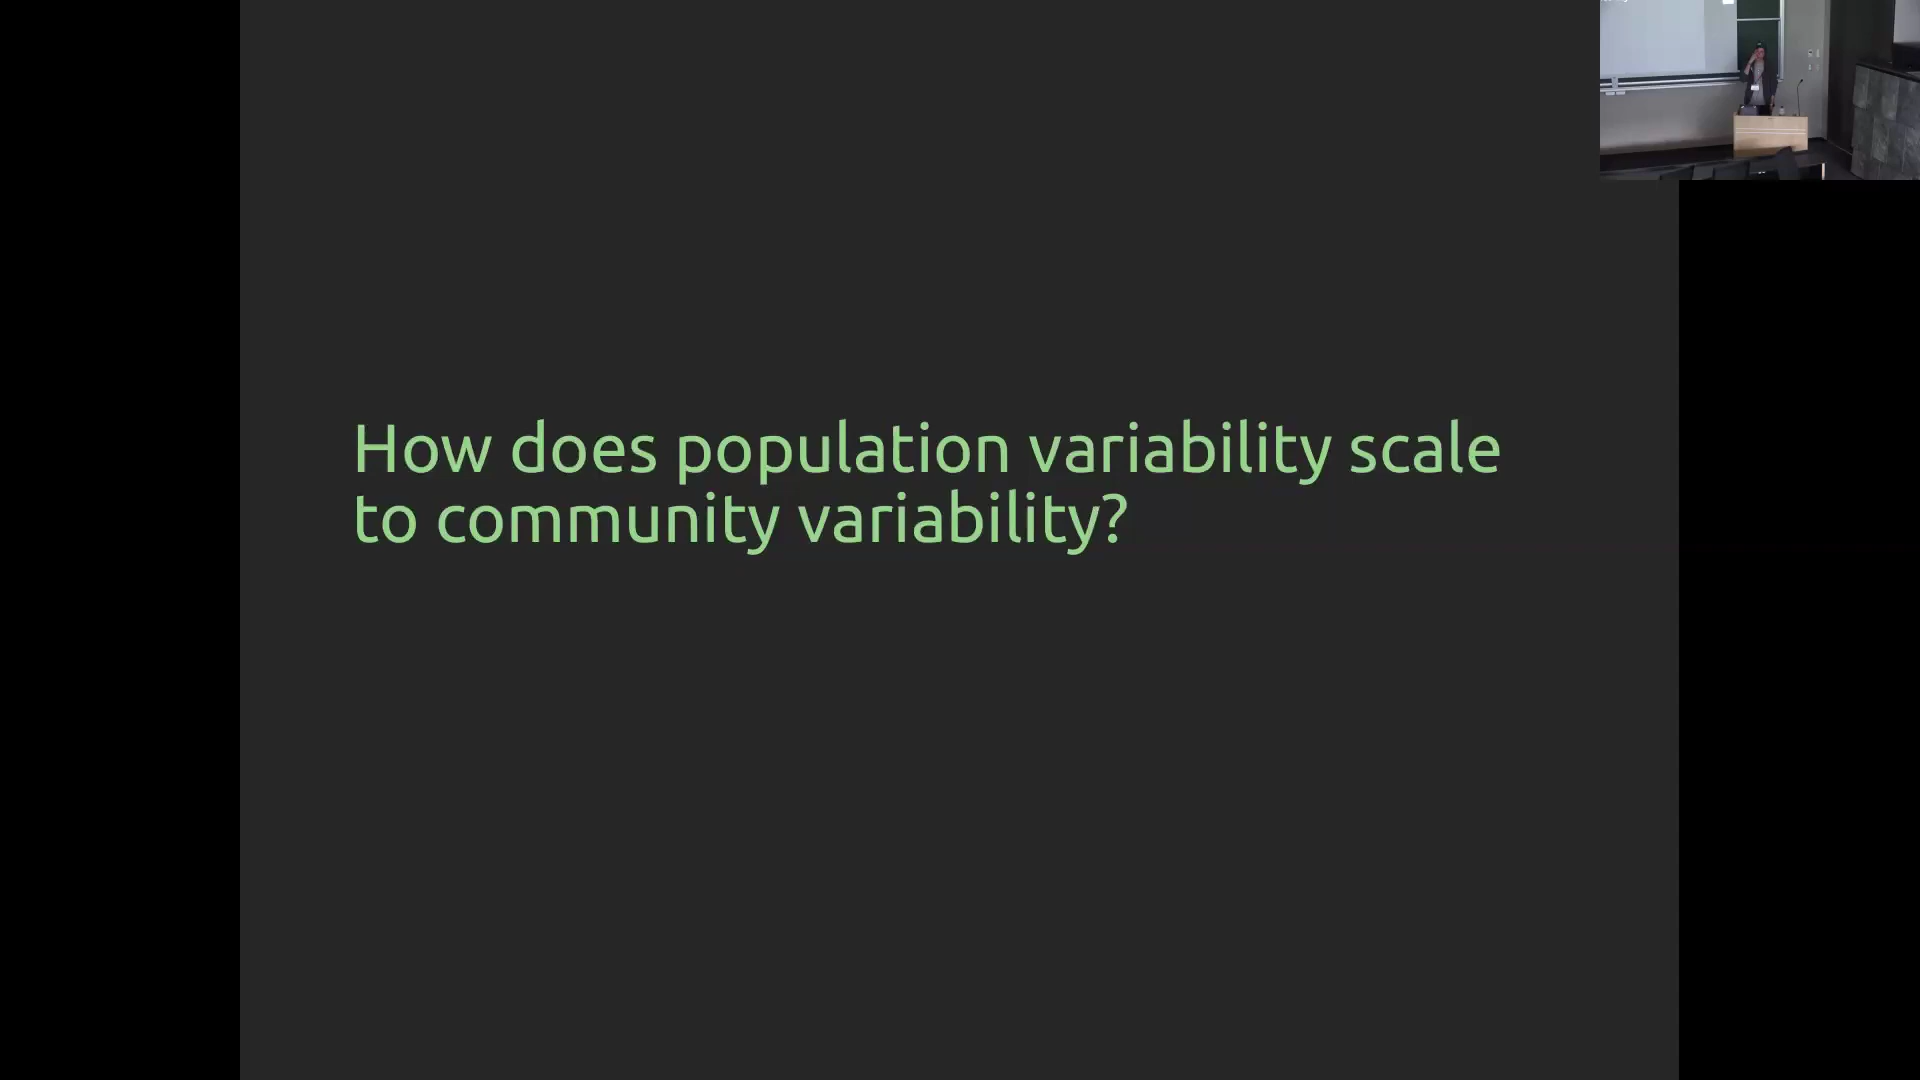 How does population variability scale
to community variability?